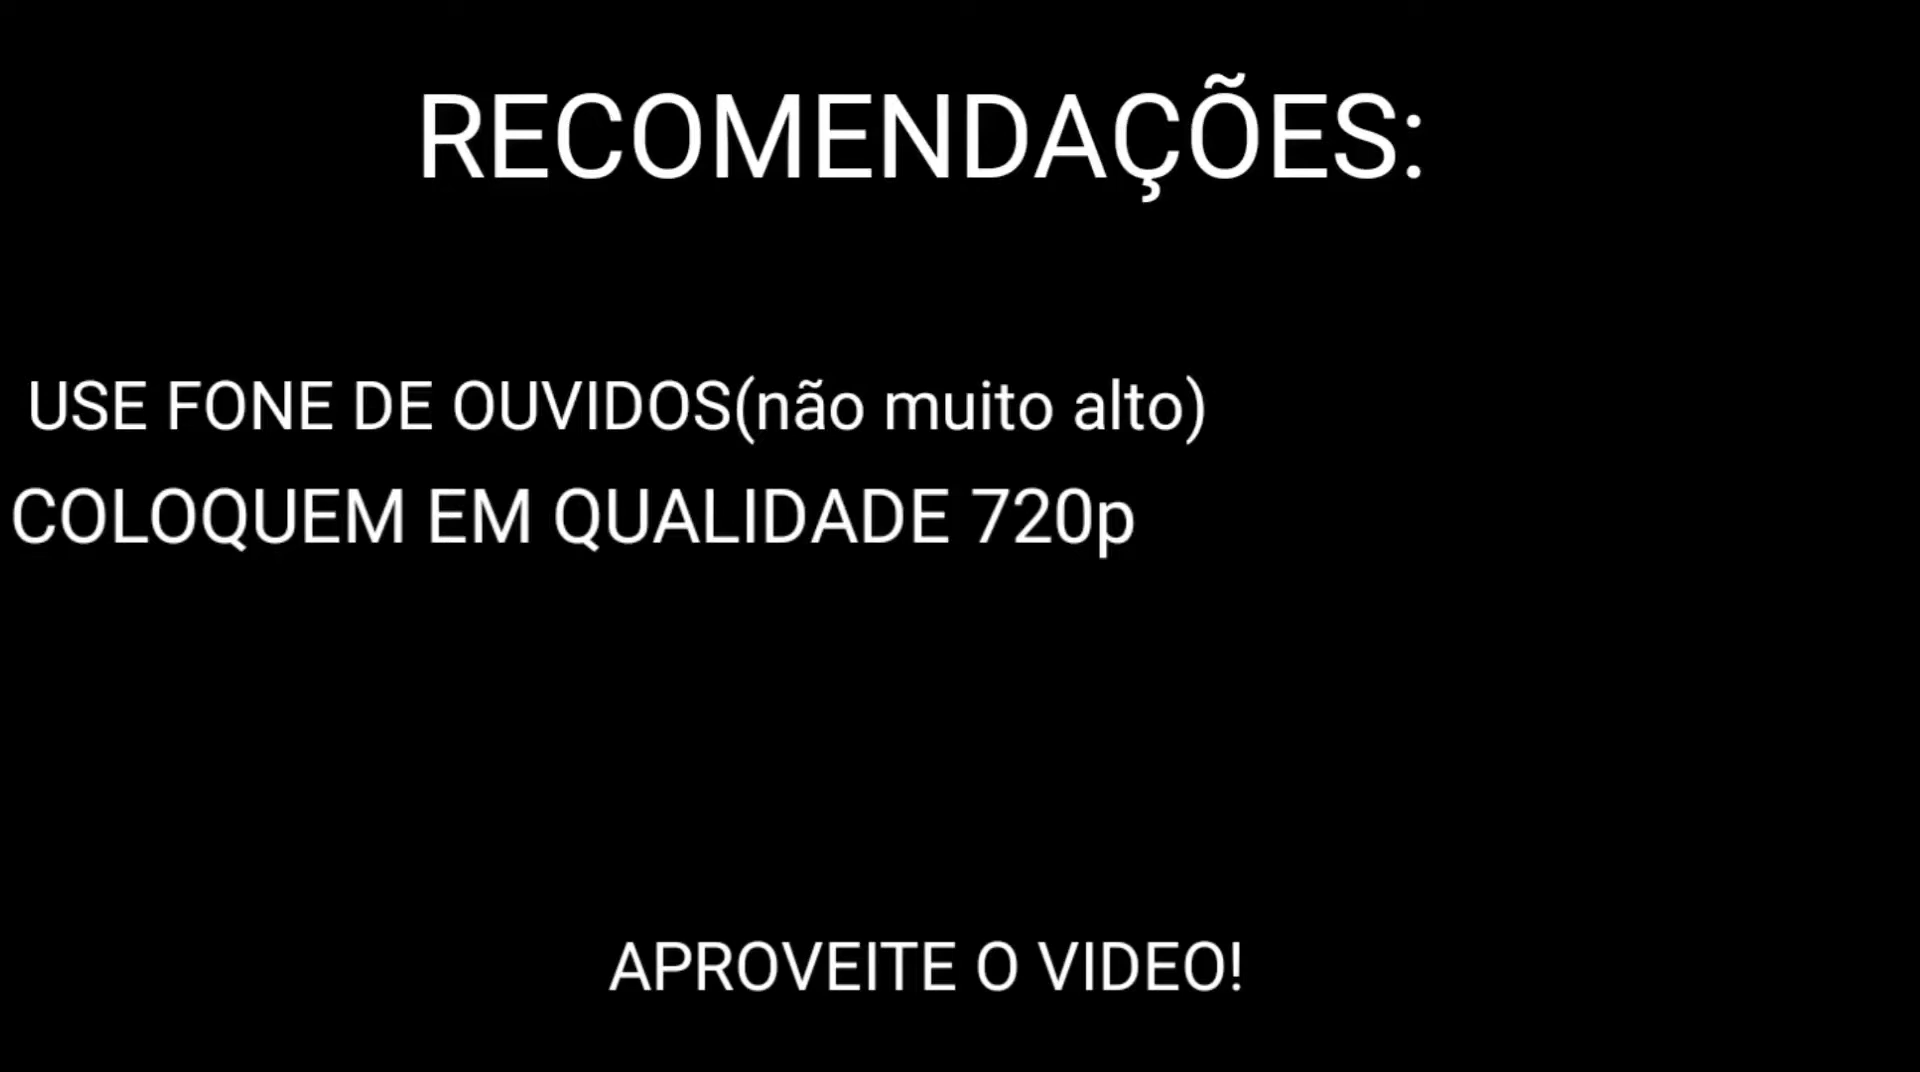 RECOMENDAÇÕES:
USE FONE DE OUVIDOS(não muito alto)
COLOQUEM EM QUALIDADE 720p
APROVEITE O VIDEO!